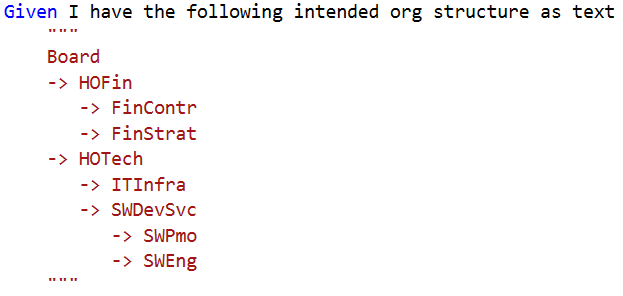 Given I have the following intended org structure as text
"""
Board
-> HOFin
-> FinContr
-> FinStrat
-> HOTech
-> ITInfra
-> SWDevSvc
-> SWPmo
-> SWEng
"""